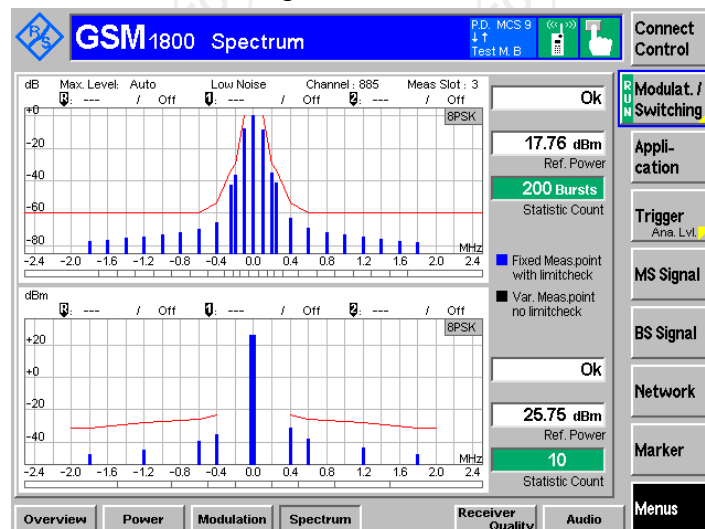 R&S
GSM 1800 Spectrum
P.D. MCS 9
Test M. B
Connect Control
dB Max. Level: Auto Low Noise Channel : 885 Meas Slot : 3
R: --- / Off 1: --- / Off 2: --- / Off
8PSK
+0
-20
-40
-60
-80
MHz
-2.4 -2.0 -1.6 -1.2 -0.8 -0.4 0.0 0.4 0.8 1.2 1.6 2.0 2.4
Ok
17.76 dBm
Ref. Power
200 Bursts
Statistic Count
Fixed Meas.point
with limitcheck
Var. Meas.point
no limitcheck
dBm
R: --- / Off 1: --- / Off 2: --- / Off
8PSK
+20
+0
-20
-40
MHz
-2.4 -2.0 -1.6 -1.2 -0.8 -0.4 0.0 0.4 0.8 1.2 1.6 2.0 2.4
Ok
25.75 dBm
Ref. Power
10
Statistic Count
RUN
Modulat. /
Switching
Appli-
cation
Trigger
Ana. Lvl.
MS Signal
BS Signal
Network
Marker
Menus
Overview
Power
Modulation
Spectrum
Receiver
Quality
Audio